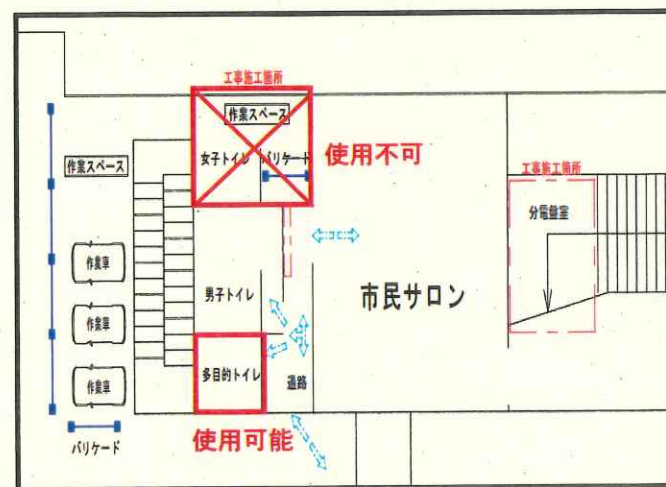 工事施工箇所
作業スペース
女子トイレ
バリケード
使用不可
作業スペース
工事施工箇所
分電盤室
作業車
男子トイレ
市民サロン
作業車
多目的トイレ
通路
作業車
使用可能
バリケード